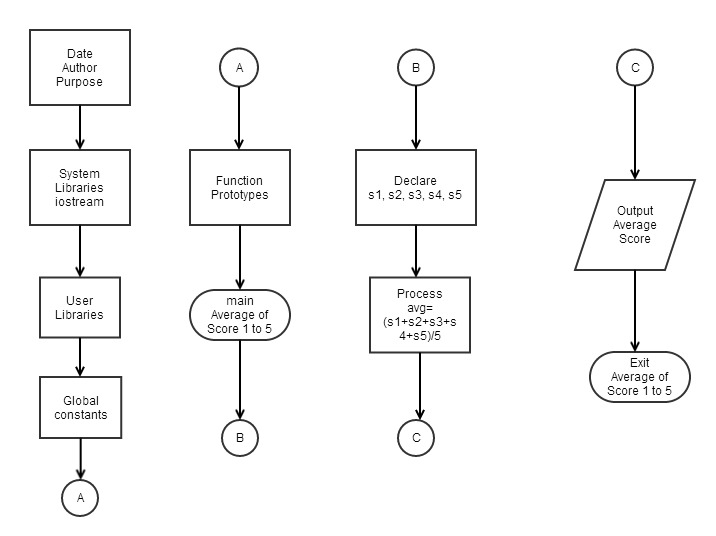 Date
Author
Purpose
System
Libraries
iostream
User
Libraries
Global
constants
A
A
Function
Prototypes
main
Average of
Score 1 to 5
B
B
Declare
s1, s2, s3, s4, s5
Process
avg=
(s1+s2+s3+s
4+s5)/5
C
C
Output
Average
Score
Exit
Average of
Score 1 to 5